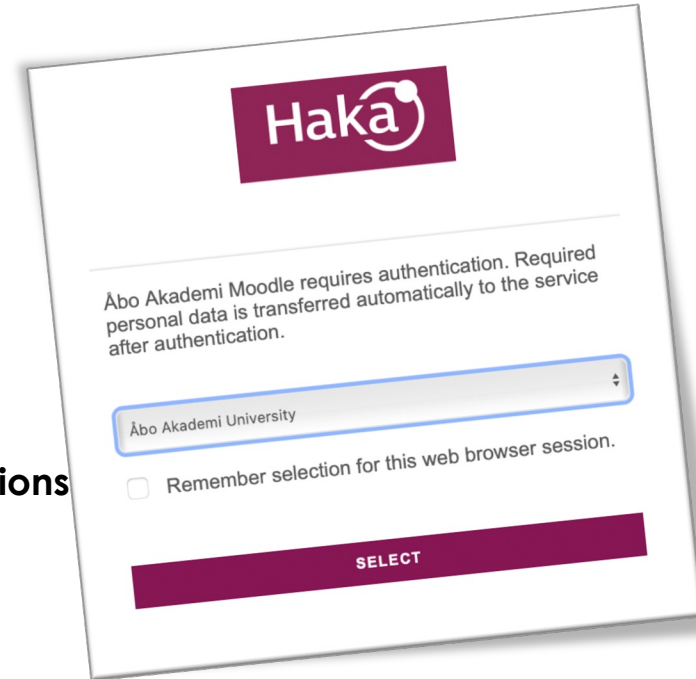 Haka
Åbo Akademi Moodle requires authentication. Required
personal data is transferred automatically to the service
after authentication.
Åbo Akademi University
ions
Remember selection for this web browser session.
SELECT